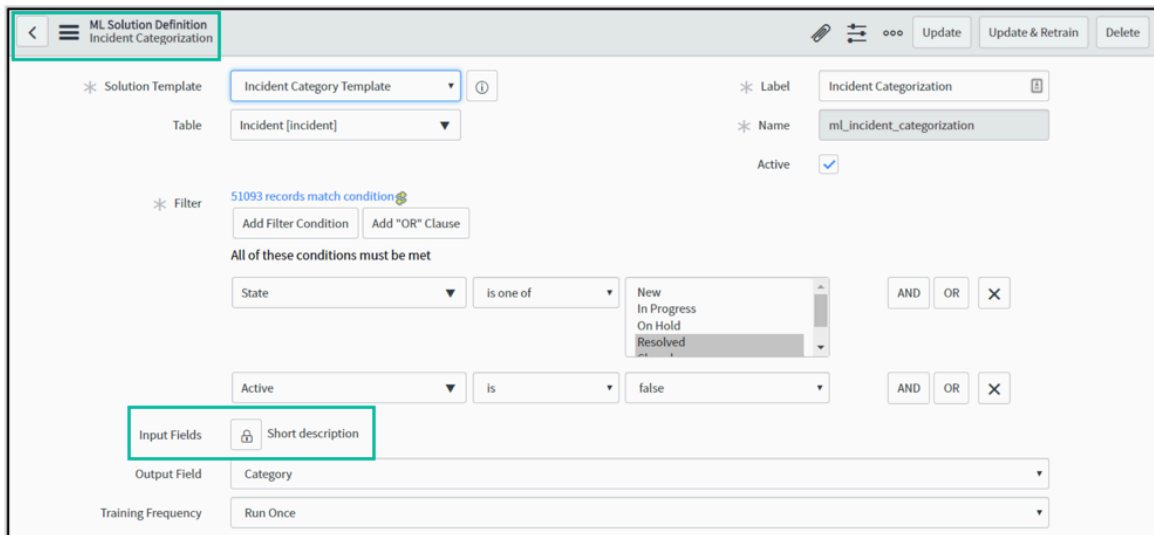 ML Solution Definition
Incident Categorization
Update
Update & Retrain
Delete
Solution Template
Incident Category Template
Label
Incident Categorization
Table
Incident [incident]
Name
ml_incident_categorization
Active
Filter
51093 records match condition
Add Filter Condition
Add "OR" Clause
All of these conditions must be met
State
is one of
New
In Progress
On Hold
Resolved
AND
OR
Active
is
false
AND
OR
Input Fields
Short description
Output Field
Category
Training Frequency
Run Once